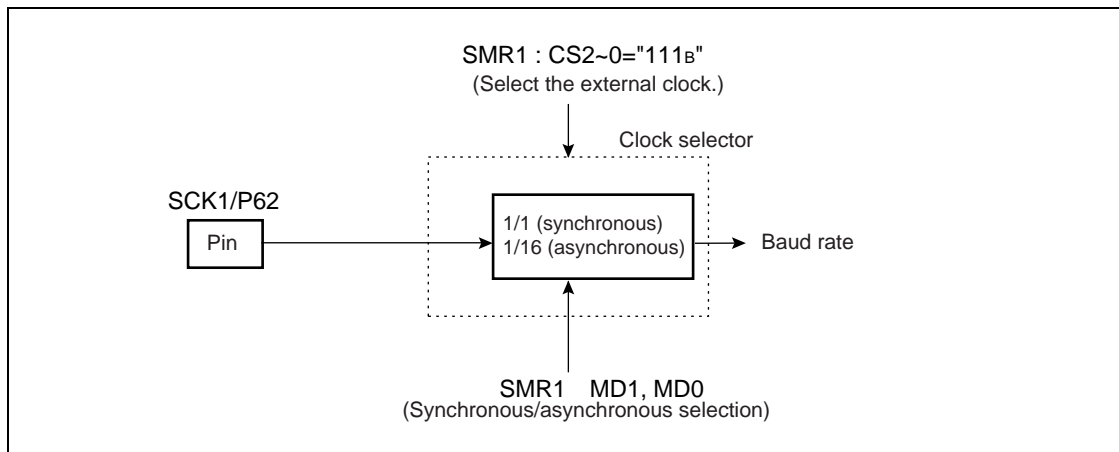 SMR1 : CS2~0="111B"
(Select the external clock.)
Clock selector
SCK1/P62
Pin
1/1 (synchronous)
1/16 (asynchronous)
Baud rate
SMR1 MD1, MD0
(Synchronous/asynchronous selection)